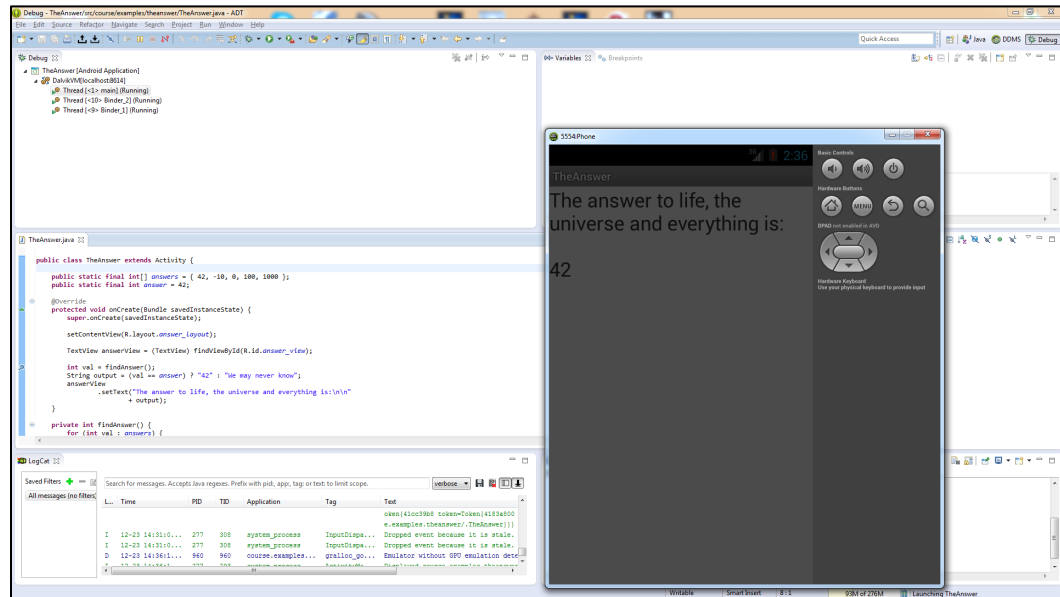 Debug - TheAnswer/src/course/examples/theanswer/TheAnswer.java - ADT
File Edit Source Refactor Navigate Search Project Run Window Help
Quick Access
Java DDMS Debug
Debug
TheAnswer [Android Application]
DalvikVM[localhost:8614]
Thread [<1> main] (Running)
Thread [<10> Binder_2] (Running)
Thread [<9> Binder_1] (Running)
Variables Breakpoints
TheAnswer.java
public class TheAnswer extends Activity {
public static final int[] answers = { 42, -10, 0, 100, 1000 };
public static final int answer = 42;
@Override
protected void onCreate(Bundle savedInstanceState) {
super.onCreate(savedInstanceState);
setContentView(R.layout.answer_layout);
TextView answerView = (TextView) findViewById(R.id.answer_view);
int val = findAnswer();
String output = (val == answer) ? "42" : "We may never know";
answerView
.setText("The answer to life, the universe and everything is:\n\n"
+ output);
}
private int findAnswer() {
for (int val : answers) {
5554:Phone
3G 2:36
TheAnswer
The answer to life, the
universe and everything is:
42
Basic Controls
Hardware Buttons
MENU
DPAD not enabled in AVD
Hardware Keyboard
Use your physical keyboard to provide input
LogCat
Saved Filters
All messages (no filters)
Search for messages. Accepts Java regexes. Prefix with pid:, app:, tag: or text: to limit scope.
verbose
L... Time PID TID Application Tag Text
oken{41cc39b8 token=Token{4183a800
e.examples.theanswer/.TheAnswer}}}
I 12-23 14:31:0... 277 308 system_process InputDispa... Dropped event because it is stale.
I 12-23 14:31:0... 277 308 system_process InputDispa... Dropped event because it is stale.
D 12-23 14:36:1... 960 960 course.examples... gralloc_go... Emulator without GPU emulation dete
Writable Smart Insert 8 : 1 93M of 276M Launching TheAnswer